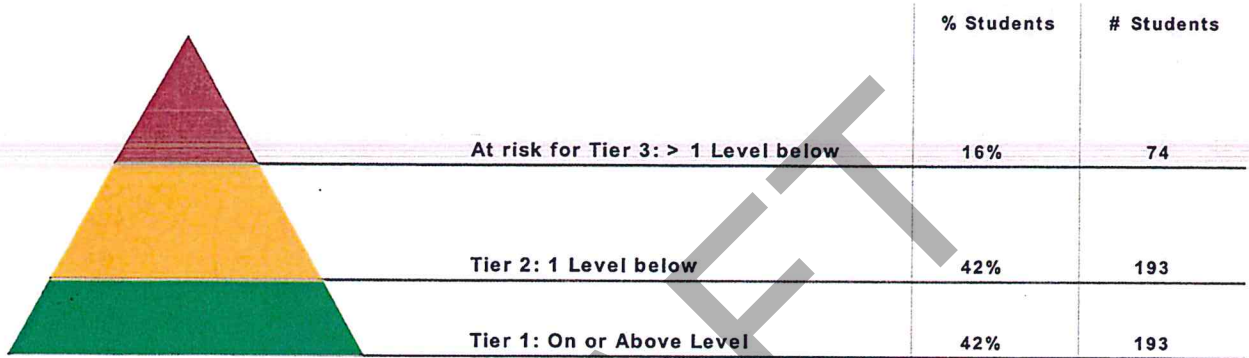 % Students # Students
At risk for Tier 3: > 1 Level below 16% 74
Tier 2: 1 Level below 42% 193
Tier 1: On or Above Level 42% 193